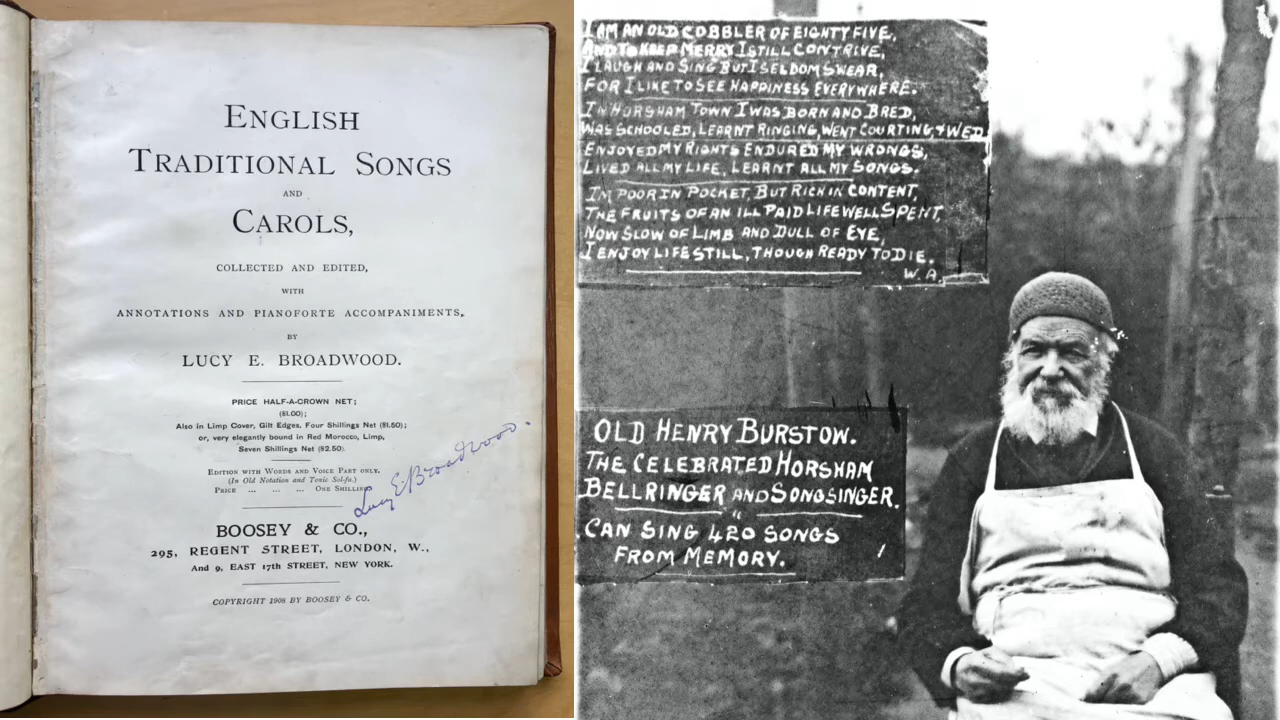 ENGLISH
TRADITIONAL SONGS
AND
CAROLS,
COLLECTED AND EDITED,
WITH
ANNOTATIONS AND PIANOFORTE ACCOMPANIMENTS,
BY
LUCY E. BROADWOOD.
PRICE HALF-A-CROWN NET;
($1.00);
Also in Limp Cover, Gilt Edges, Four Shillings Net ($1.50);
or, very elegantly bound in Red Morocco, Limp,
Seven Shillings Net ($2.50).
EDITION WITH WORDS AND VOICE PART ONLY.
(In Old Notation and Tonic Sol-fa.)
PRICE ... ... ... ONE SHILLING
Lucy E. Broadwood.
BOOSEY & CO.,
295, REGENT STREET, LONDON, W.,
And 9, EAST 17th STREET, NEW YORK.
COPYRIGHT 1908 BY BOOSEY & CO.
I AM AN OLD COBBLER OF EIGHTY FIVE,
AND TO KEEP MERRY I STILL CONTRIVE,
I LAUGH AND SING BUT I SELDOM SWEAR,
FOR I LIKE TO SEE HAPPINESS EVERYWHERE.
IN HORSHAM TOWN I WAS BORN AND BRED,
WAS SCHOOLED, LEARNT RINGING, WENT COURTING, & WED
ENJOYED MY RIGHTS ENDURED MY WRONGS,
LIVED ALL MY LIFE, LEARNT ALL MY SONGS.
I'M POOR IN POCKET, BUT RICH IN CONTENT,
THE FRUITS OF AN ILL PAID LIFE WELL SPENT,
NOW SLOW OF LIMB AND DULL OF EYE,
I ENJOY LIFE STILL, THOUGH READY TO DIE.
W. A.
OLD HENRY BURSTOW.
THE CELEBRATED HORSHAM
BELLRINGER AND SONGSINGER.
CAN SING 420 SONGS
FROM MEMORY.